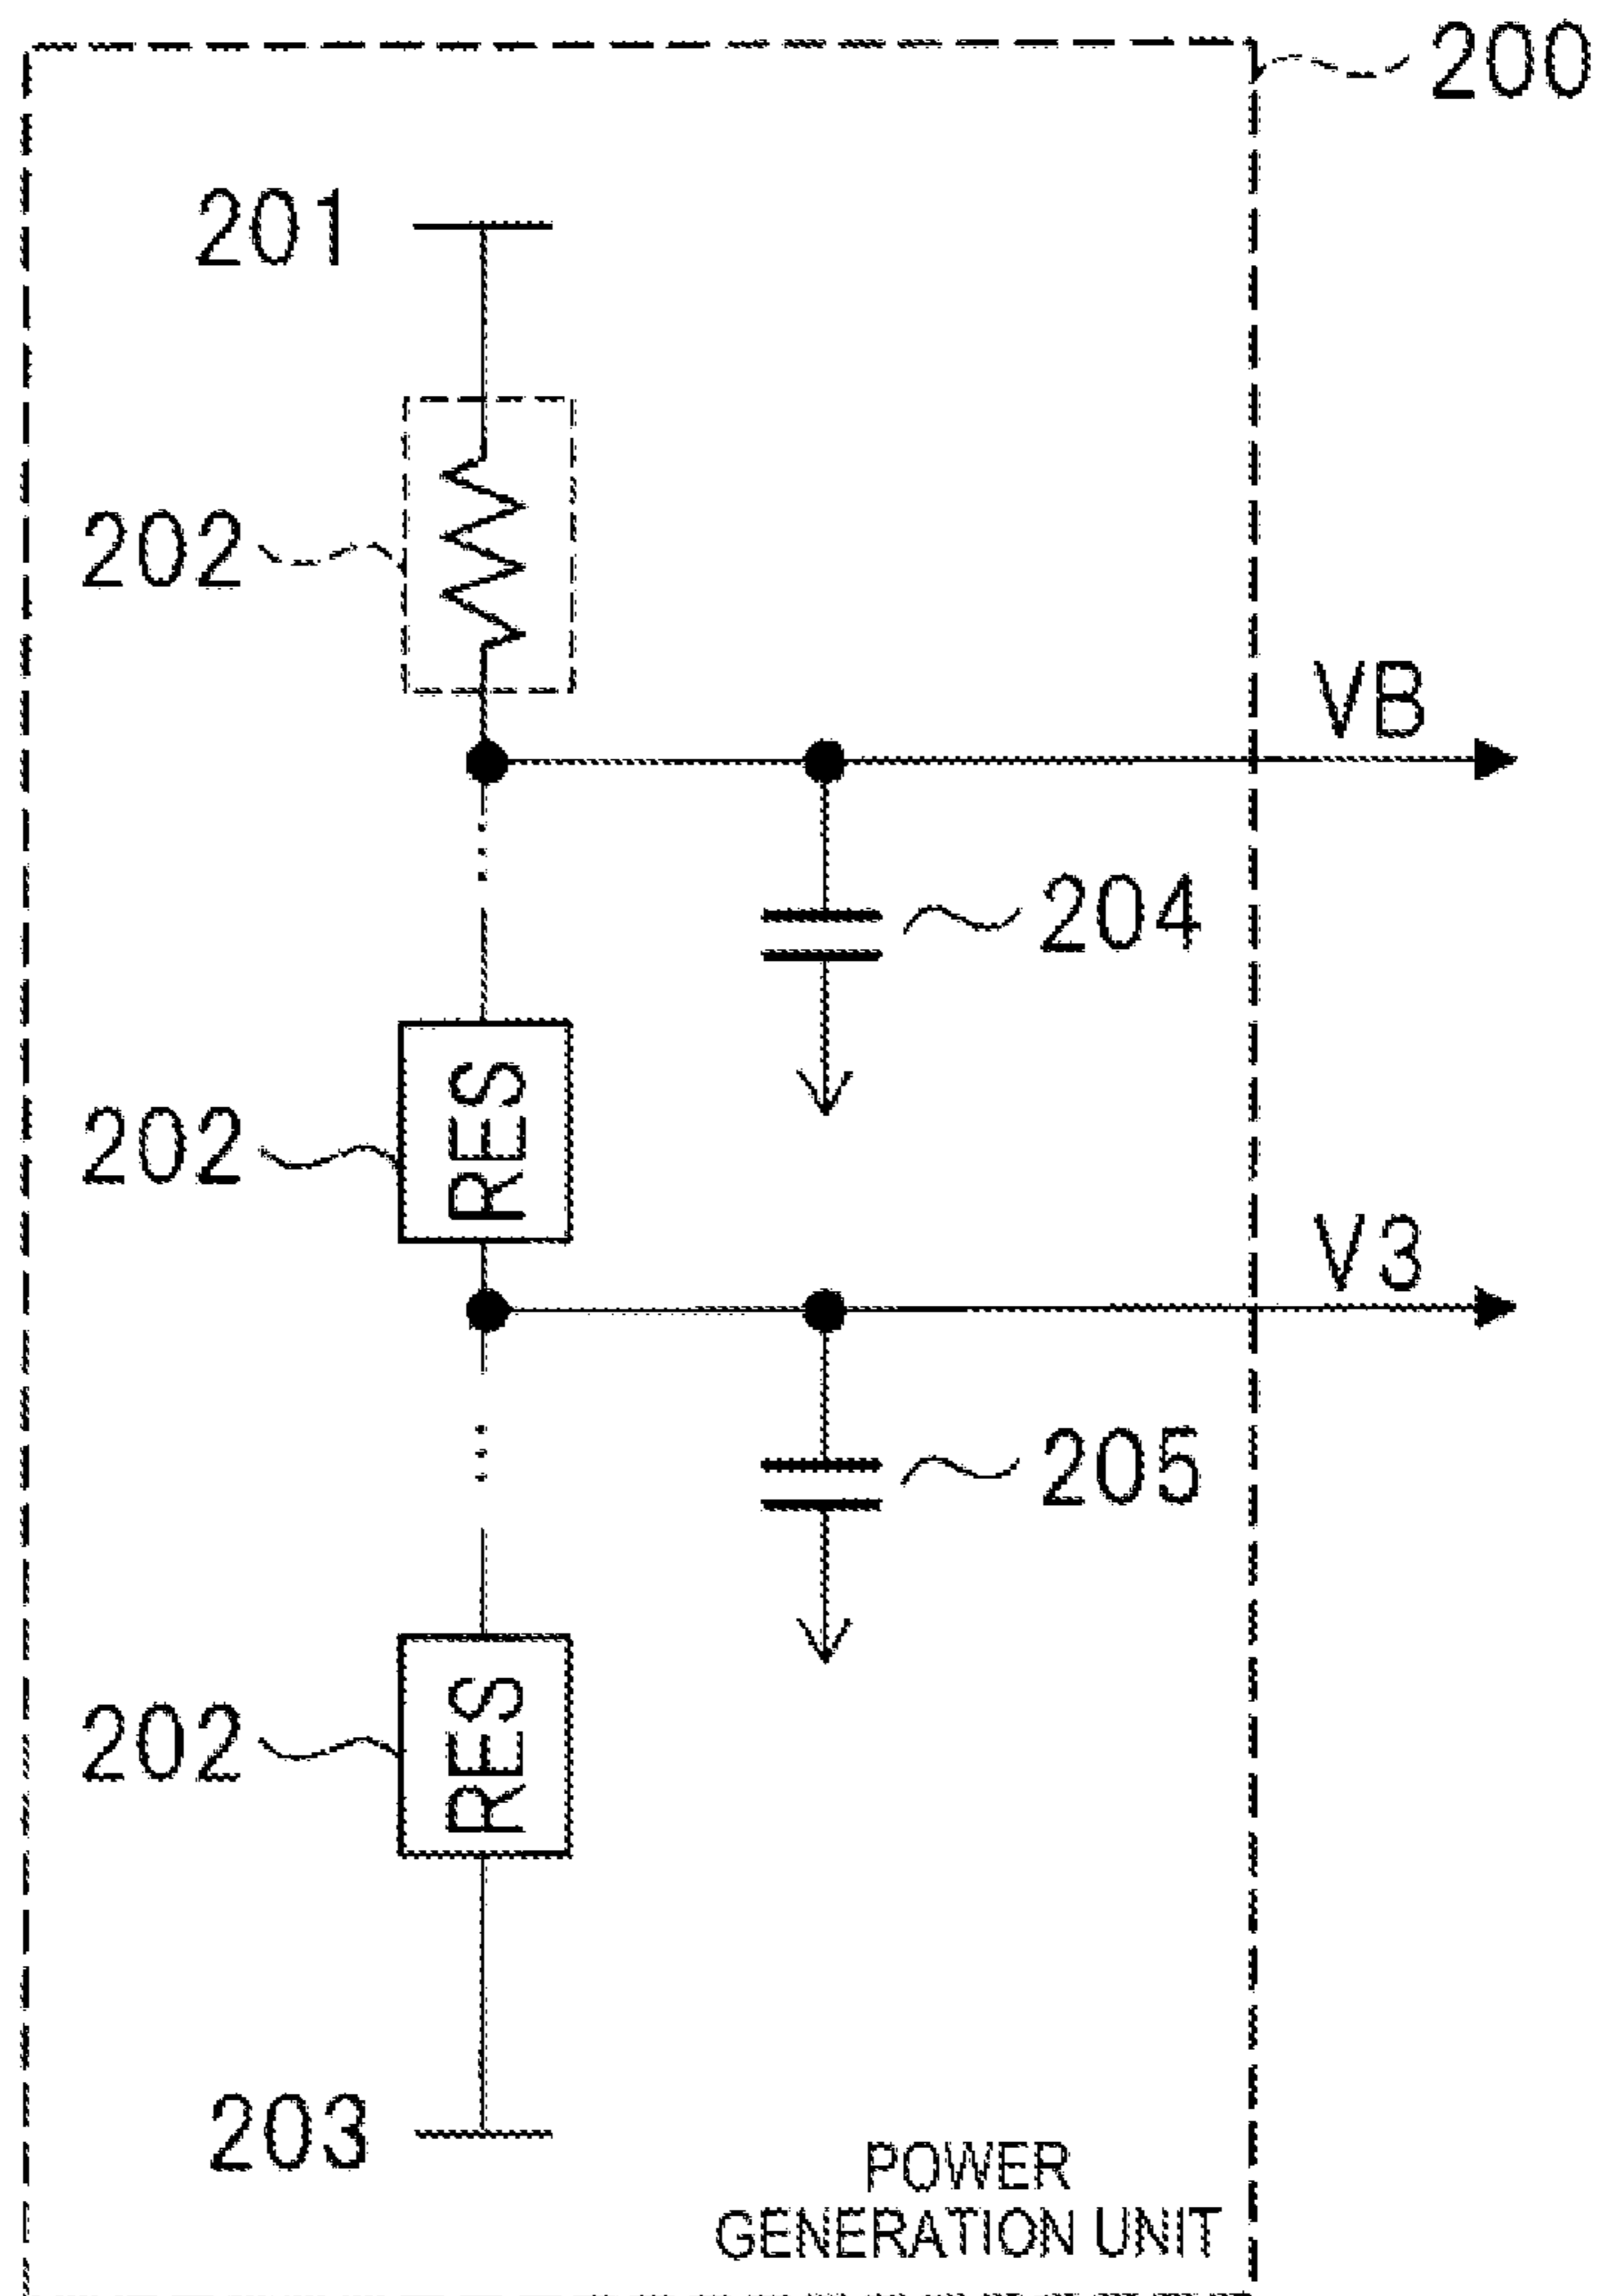 200
201
202
VB
204
202
RES
V3
205
202
RES
203
POWER
GENERATION UNIT